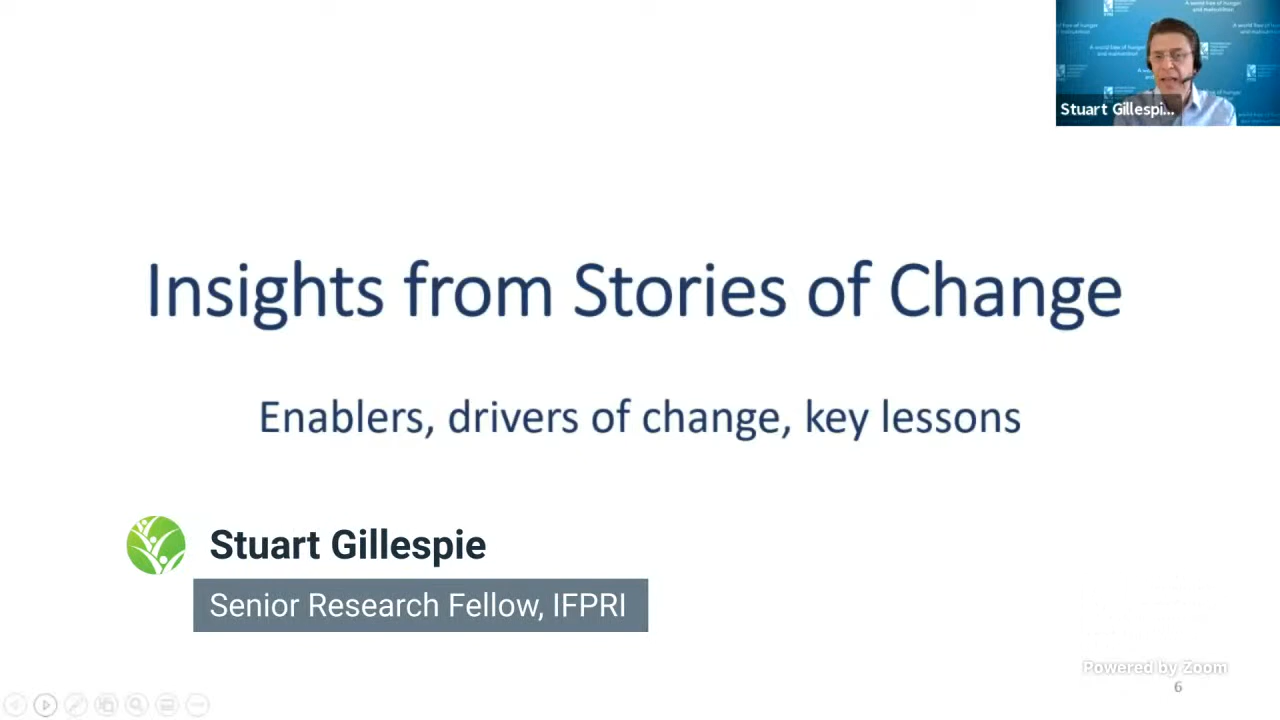 Stuart Gillespi...
Insights from Stories of Change
Enablers, drivers of change, key lessons
Stuart Gillespie
Senior Research Fellow, IFPRI
Powered by Zoom
6